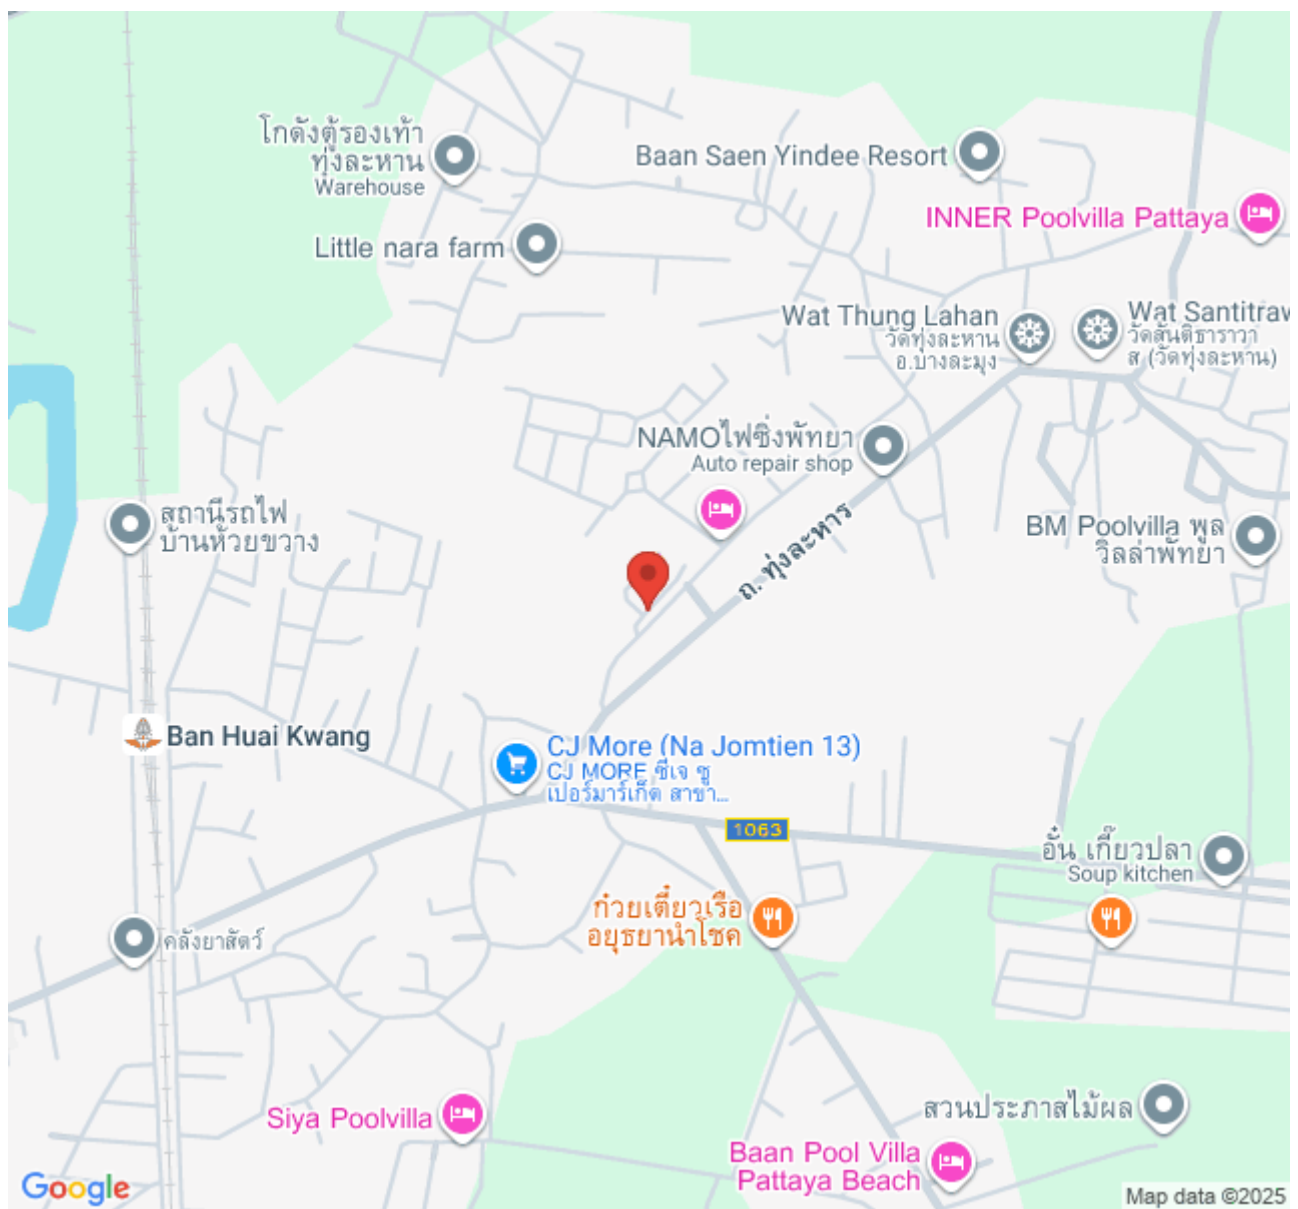 โกดังตู้รองเท้า
ทุ่งละหาน
Warehouse
Baan Saen Yindee Resort
INNER Poolvilla Pattaya
Little nara farm
Wat Thung Lahan
วัดทุ่งละหาน
อ.บางละมุง
Wat Santitraw
วัดสันติธาราวา
ส (วัดทุ่งละหาน)
NAMOไฟซิ่งพัทยา
Auto repair shop
สถานีรถไฟ
บ้านห้วยขวาง
BM Poolvilla พูล
วิลล่าพัทยา
ถ. ทุ่งละหาร
Ban Huai Kwang
CJ More (Na Jomtien 13)
CJ MORE ซีเจ ซู
เปอร์มาร์เก็ต สาขา...
1063
อั๋น เกี๊ยวปลา
Soup kitchen
ก๋วยเตี๋ยวเรือ
อยุธยานำโชค
คลังยาสัตว์
Siya Poolvilla
สวนประภาสไม้ผล
Baan Pool Villa
Pattaya Beach
Google
Map data ©2025